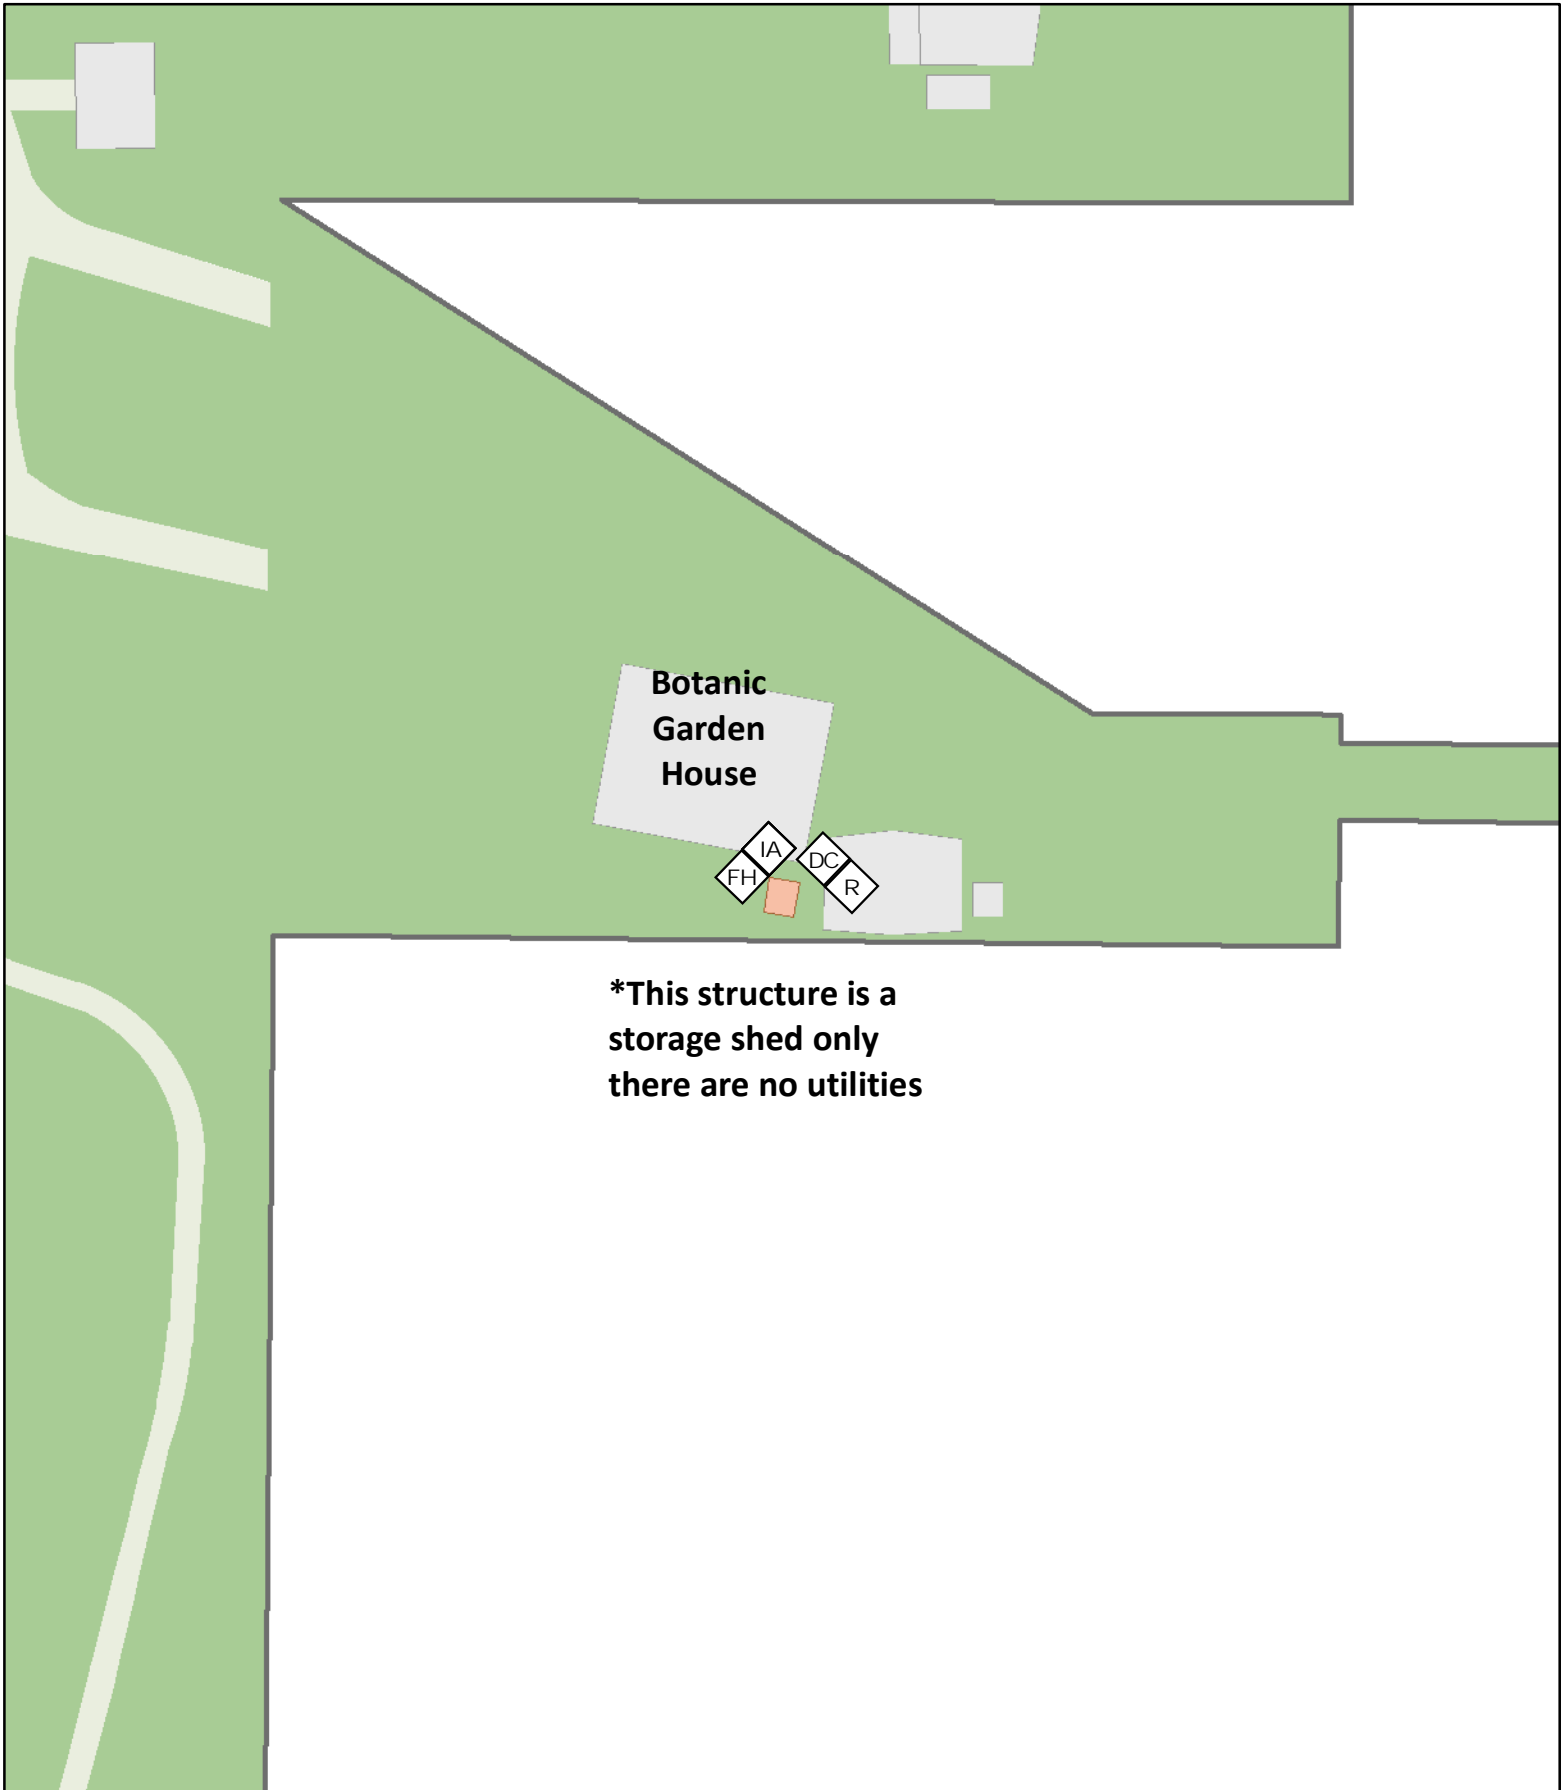 Botanic
Garden
House
IA
DC
FH
R
*This structure is a
storage shed only
there are no utilities